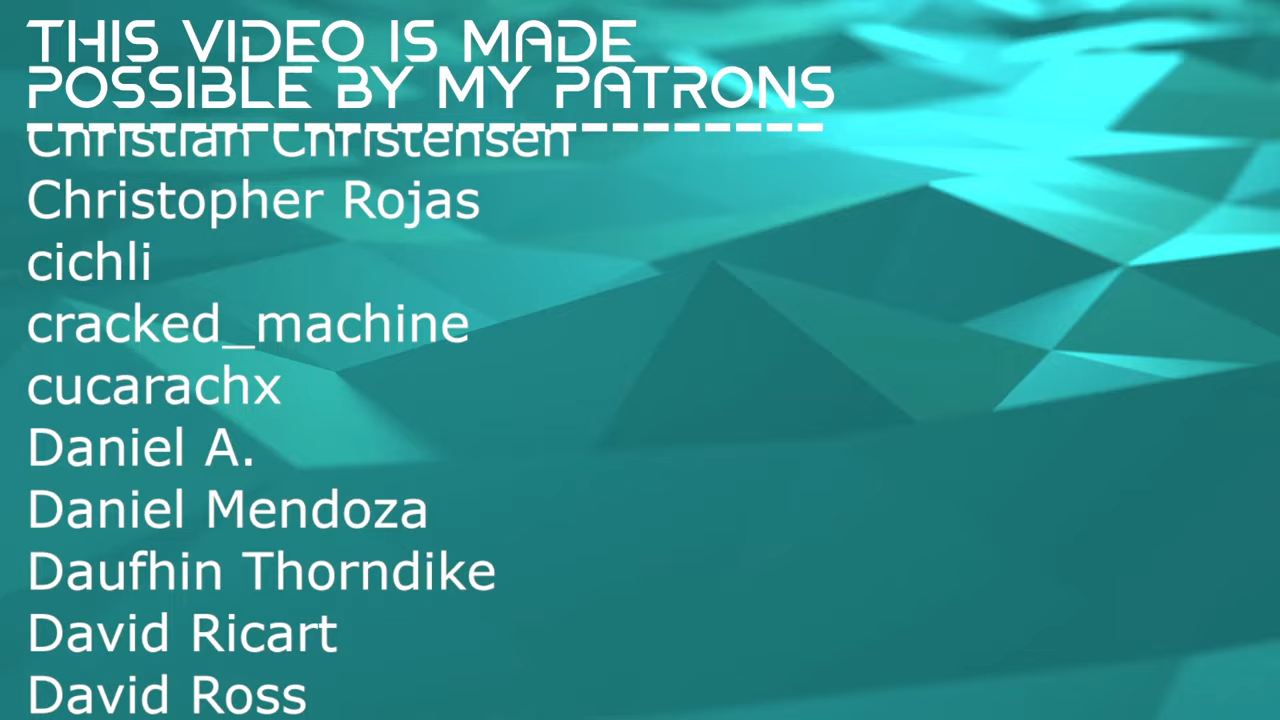 THIS VIDEO IS MADE
POSSIBLE BY MY PATRONS
--------------------------
Christian Christensen
Christopher Rojas
cichli
cracked_machine
cucarachx
Daniel A.
Daniel Mendoza
Daufhin Thorndike
David Ricart
David Ross